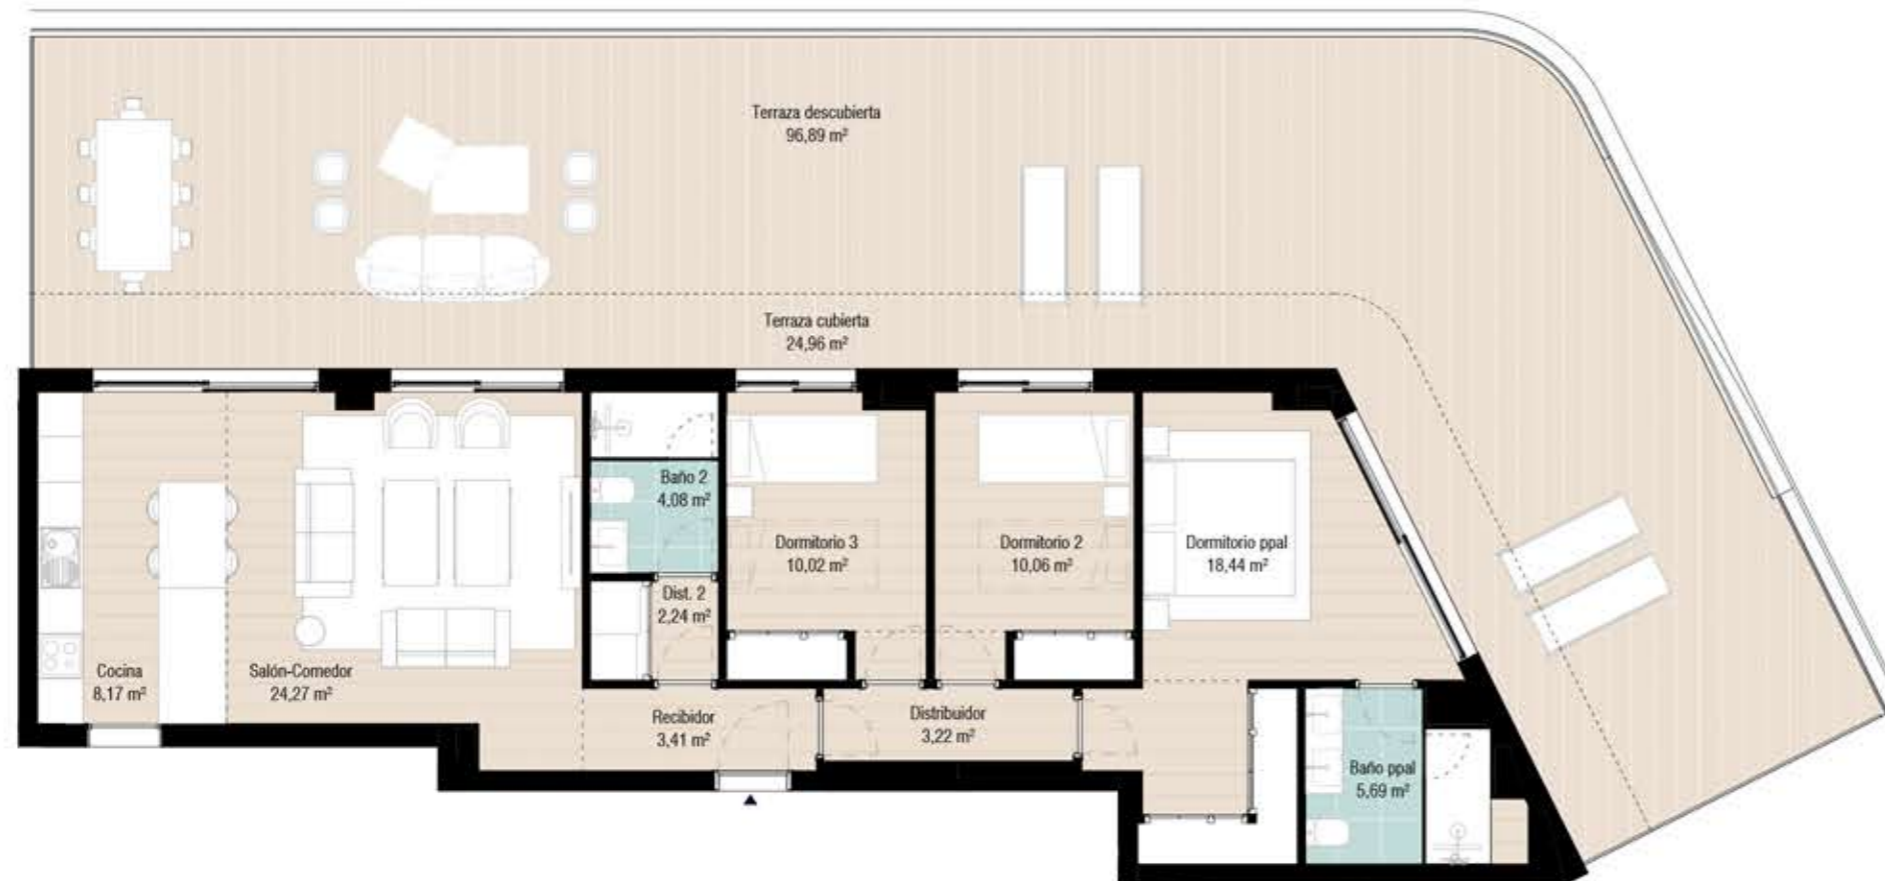 Terraza descubierta
96,89 m²
Terraza cubierta
24,96 m²
Baño 2
4,08 m²
Dormitorio 3
10,02 m²
Dormitorio 2
10,06 m²
Dormitorio ppal
18,44 m²
Dist. 2
2,24 m²
Cocina
8,17 m²
Salón-Comedor
24,27 m²
Recibidor
3,41 m²
Distribuidor
3,22 m²
Baño ppal
5,69 m²